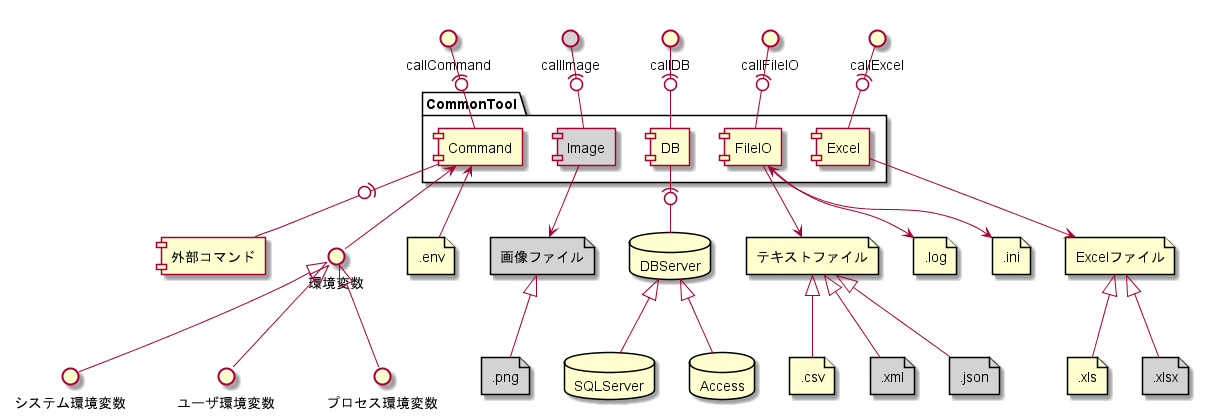 callCommand
callImage
callDB
callFileIO
callExcel
CommonTool
Command
Image
DB
FileIO
Excel
外部コマンド
環境変数
.env
画像ファイル
DBServer
テキストファイル
.log
.ini
Excelファイル
システム環境変数
ユーザ環境変数
プロセス環境変数
.png
SQLServer
Access
.csv
.xml
.json
.xls
.xlsx